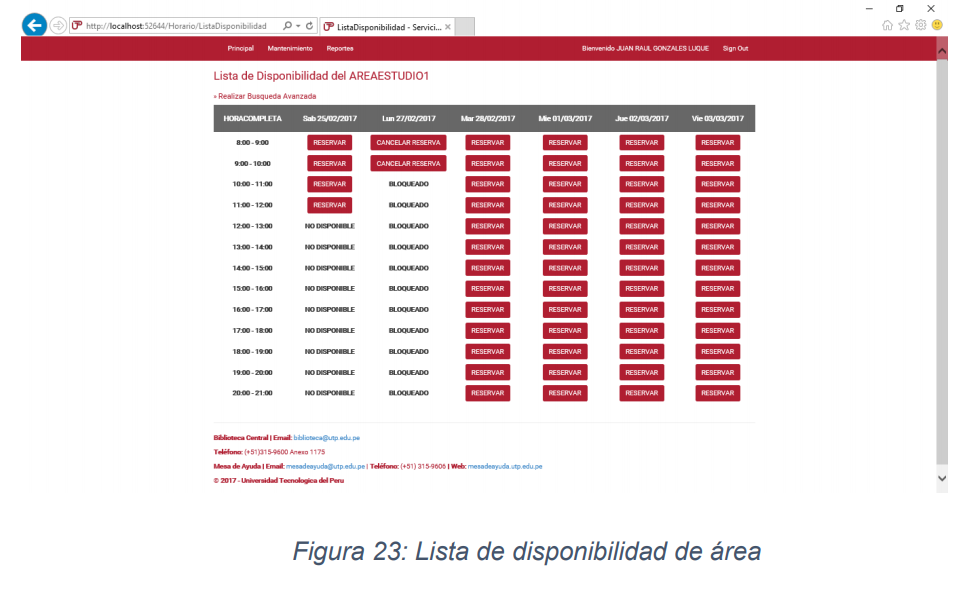 http://localhost:52644/Horario/ListaDisponibilidad
ListaDisponibilidad - Servici...
Principal Mantenimiento Reportes Bienvenido JUAN RAUL GONZALES LUQUE Sign Out
Lista de Disponibilidad del AREAESTUDIO1
» Realizar Busqueda Avanzada
HORACOMPLETA Sab 25/02/2017 Lun 27/02/2017 Mar 28/02/2017 Mie 01/03/2017 Jue 02/03/2017 Vie 03/03/2017
8:00 - 9:00 RESERVAR CANCELAR RESERVA RESERVAR RESERVAR RESERVAR RESERVAR
9:00 - 10:00 RESERVAR CANCELAR RESERVA RESERVAR RESERVAR RESERVAR RESERVAR
10:00 - 11:00 RESERVAR BLOQUEADO RESERVAR RESERVAR RESERVAR RESERVAR
11:00 - 12:00 RESERVAR BLOQUEADO RESERVAR RESERVAR RESERVAR RESERVAR
12:00 - 13:00 NO DISPONIBLE BLOQUEADO RESERVAR RESERVAR RESERVAR RESERVAR
13:00 - 14:00 NO DISPONIBLE BLOQUEADO RESERVAR RESERVAR RESERVAR RESERVAR
14:00 - 15:00 NO DISPONIBLE BLOQUEADO RESERVAR RESERVAR RESERVAR RESERVAR
15:00 - 16:00 NO DISPONIBLE BLOQUEADO RESERVAR RESERVAR RESERVAR RESERVAR
16:00 - 17:00 NO DISPONIBLE BLOQUEADO RESERVAR RESERVAR RESERVAR RESERVAR
17:00 - 18:00 NO DISPONIBLE BLOQUEADO RESERVAR RESERVAR RESERVAR RESERVAR
18:00 - 19:00 NO DISPONIBLE BLOQUEADO RESERVAR RESERVAR RESERVAR RESERVAR
19:00 - 20:00 NO DISPONIBLE BLOQUEADO RESERVAR RESERVAR RESERVAR RESERVAR
20:00 - 21:00 NO DISPONIBLE BLOQUEADO RESERVAR RESERVAR RESERVAR RESERVAR
Biblioteca Central | Email: biblioteca@utp.edu.pe
Teléfono: (+51)315-9600 Anexo 1175
Mesa de Ayuda | Email: mesadeayuda@utp.edu.pe | Teléfono: (+51) 315-9606 | Web: mesadeayuda.utp.edu.pe
© 2017 - Universidad Tecnologica del Peru
Figura 23: Lista de disponibilidad de área